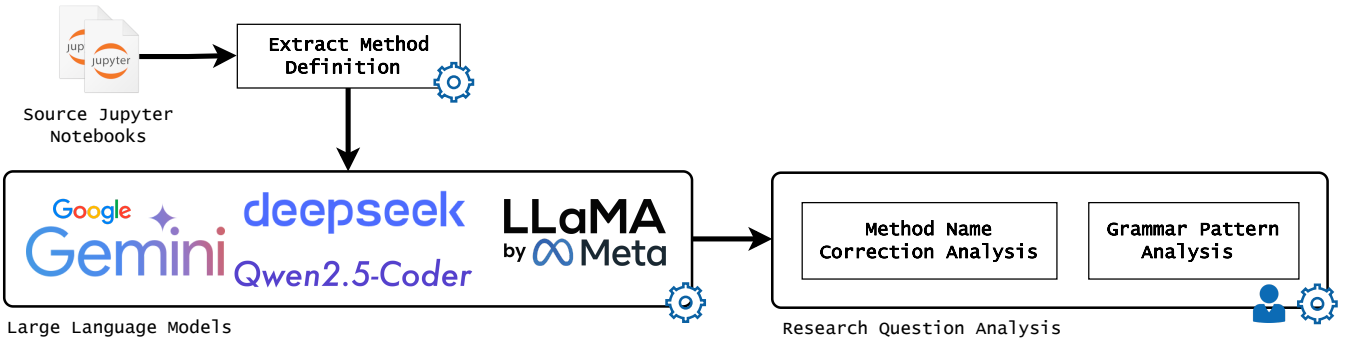 jupyter
Extract Method
Definition
Source Jupyter
Notebooks
Google
Gemini
deepseek
Qwen2.5-Coder
LLaMA
by Meta
Large Language Models
Method Name
Correction Analysis
Grammar Pattern
Analysis
Research Question Analysis